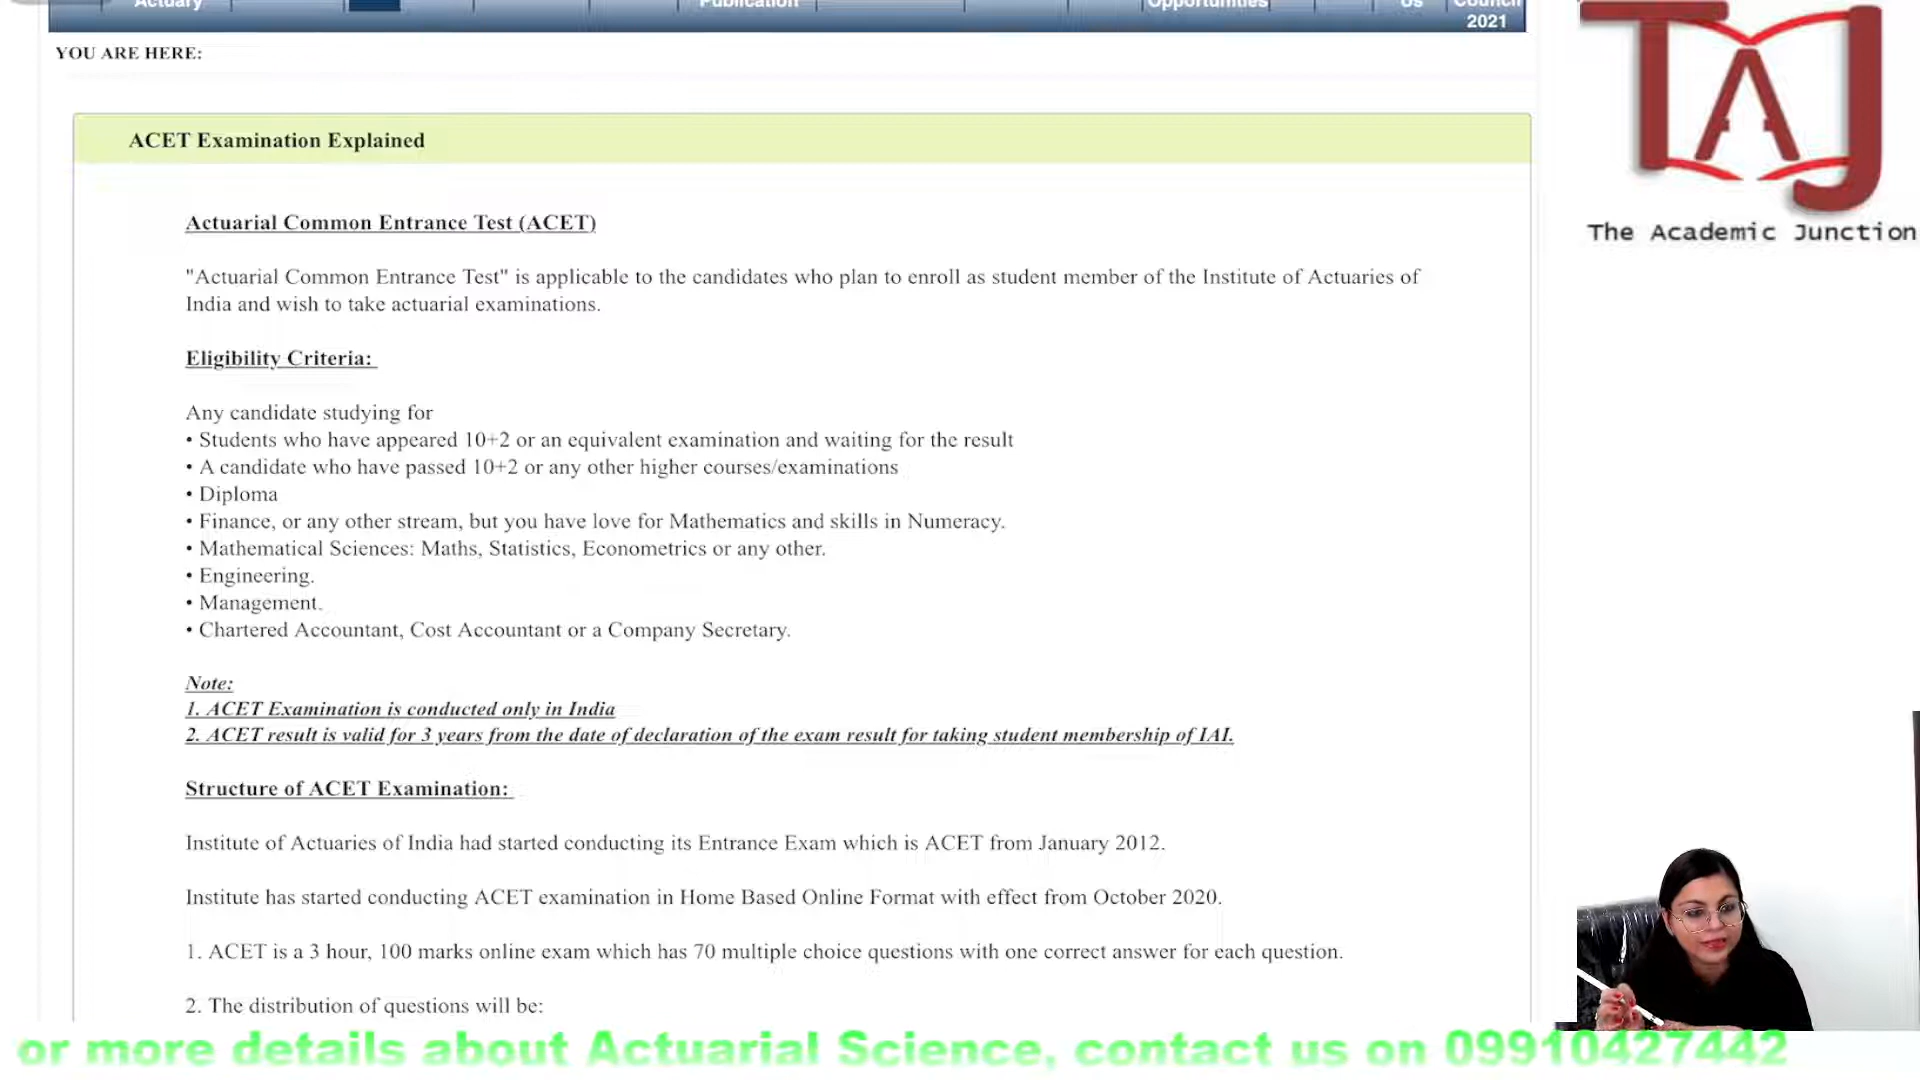 Actuary
Publication
Opportunities
Us
Council
2021
YOU ARE HERE:
ACET Examination Explained
Actuarial Common Entrance Test (ACET)
"Actuarial Common Entrance Test" is applicable to the candidates who plan to enroll as student member of the Institute of Actuaries of
India and wish to take actuarial examinations.
Eligibility Criteria:
Any candidate studying for
• Students who have appeared 10+2 or an equivalent examination and waiting for the result
• A candidate who have passed 10+2 or any other higher courses/examinations
• Diploma
• Finance, or any other stream, but you have love for Mathematics and skills in Numeracy.
• Mathematical Sciences: Maths, Statistics, Econometrics or any other.
• Engineering.
• Management.
• Chartered Accountant, Cost Accountant or a Company Secretary.
Note:
1. ACET Examination is conducted only in India
2. ACET result is valid for 3 years from the date of declaration of the exam result for taking student membership of IAI.
Structure of ACET Examination:
Institute of Actuaries of India had started conducting its Entrance Exam which is ACET from January 2012.
Institute has started conducting ACET examination in Home Based Online Format with effect from October 2020.
1. ACET is a 3 hour, 100 marks online exam which has 70 multiple choice questions with one correct answer for each question.
2. The distribution of questions will be:
TAJ
The Academic Junction
or more details about Actuarial Science, contact us on 09910427442